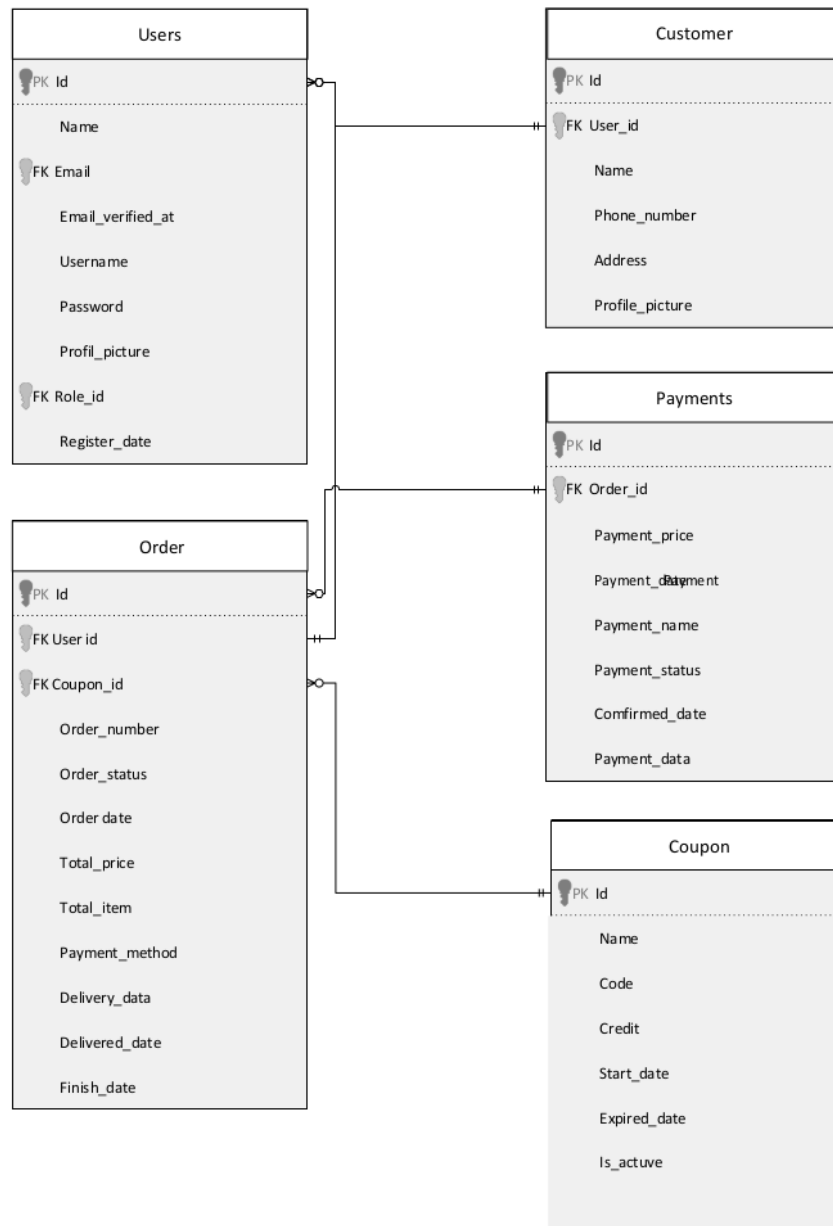 Users
PK Id
Name
FK Email
Email_verified_at
Username
Password
Profil_picture
FK Role_id
Register_date
Customer
PK Id
FK User_id
Name
Phone_number
Address
Profile_picture
Payments
PK Id
FK Order_id
Payment_price
Payment_date Payment
Payment_name
Payment_status
Comfirmed_date
Payment_data
Order
PK Id
FK User id
FK Coupon_id
Order_number
Order_status
Order date
Total_price
Total_item
Payment_method
Delivery_data
Delivered_date
Finish_date
Coupon
PK Id
Name
Code
Credit
Start_date
Expired_date
Is_actuve